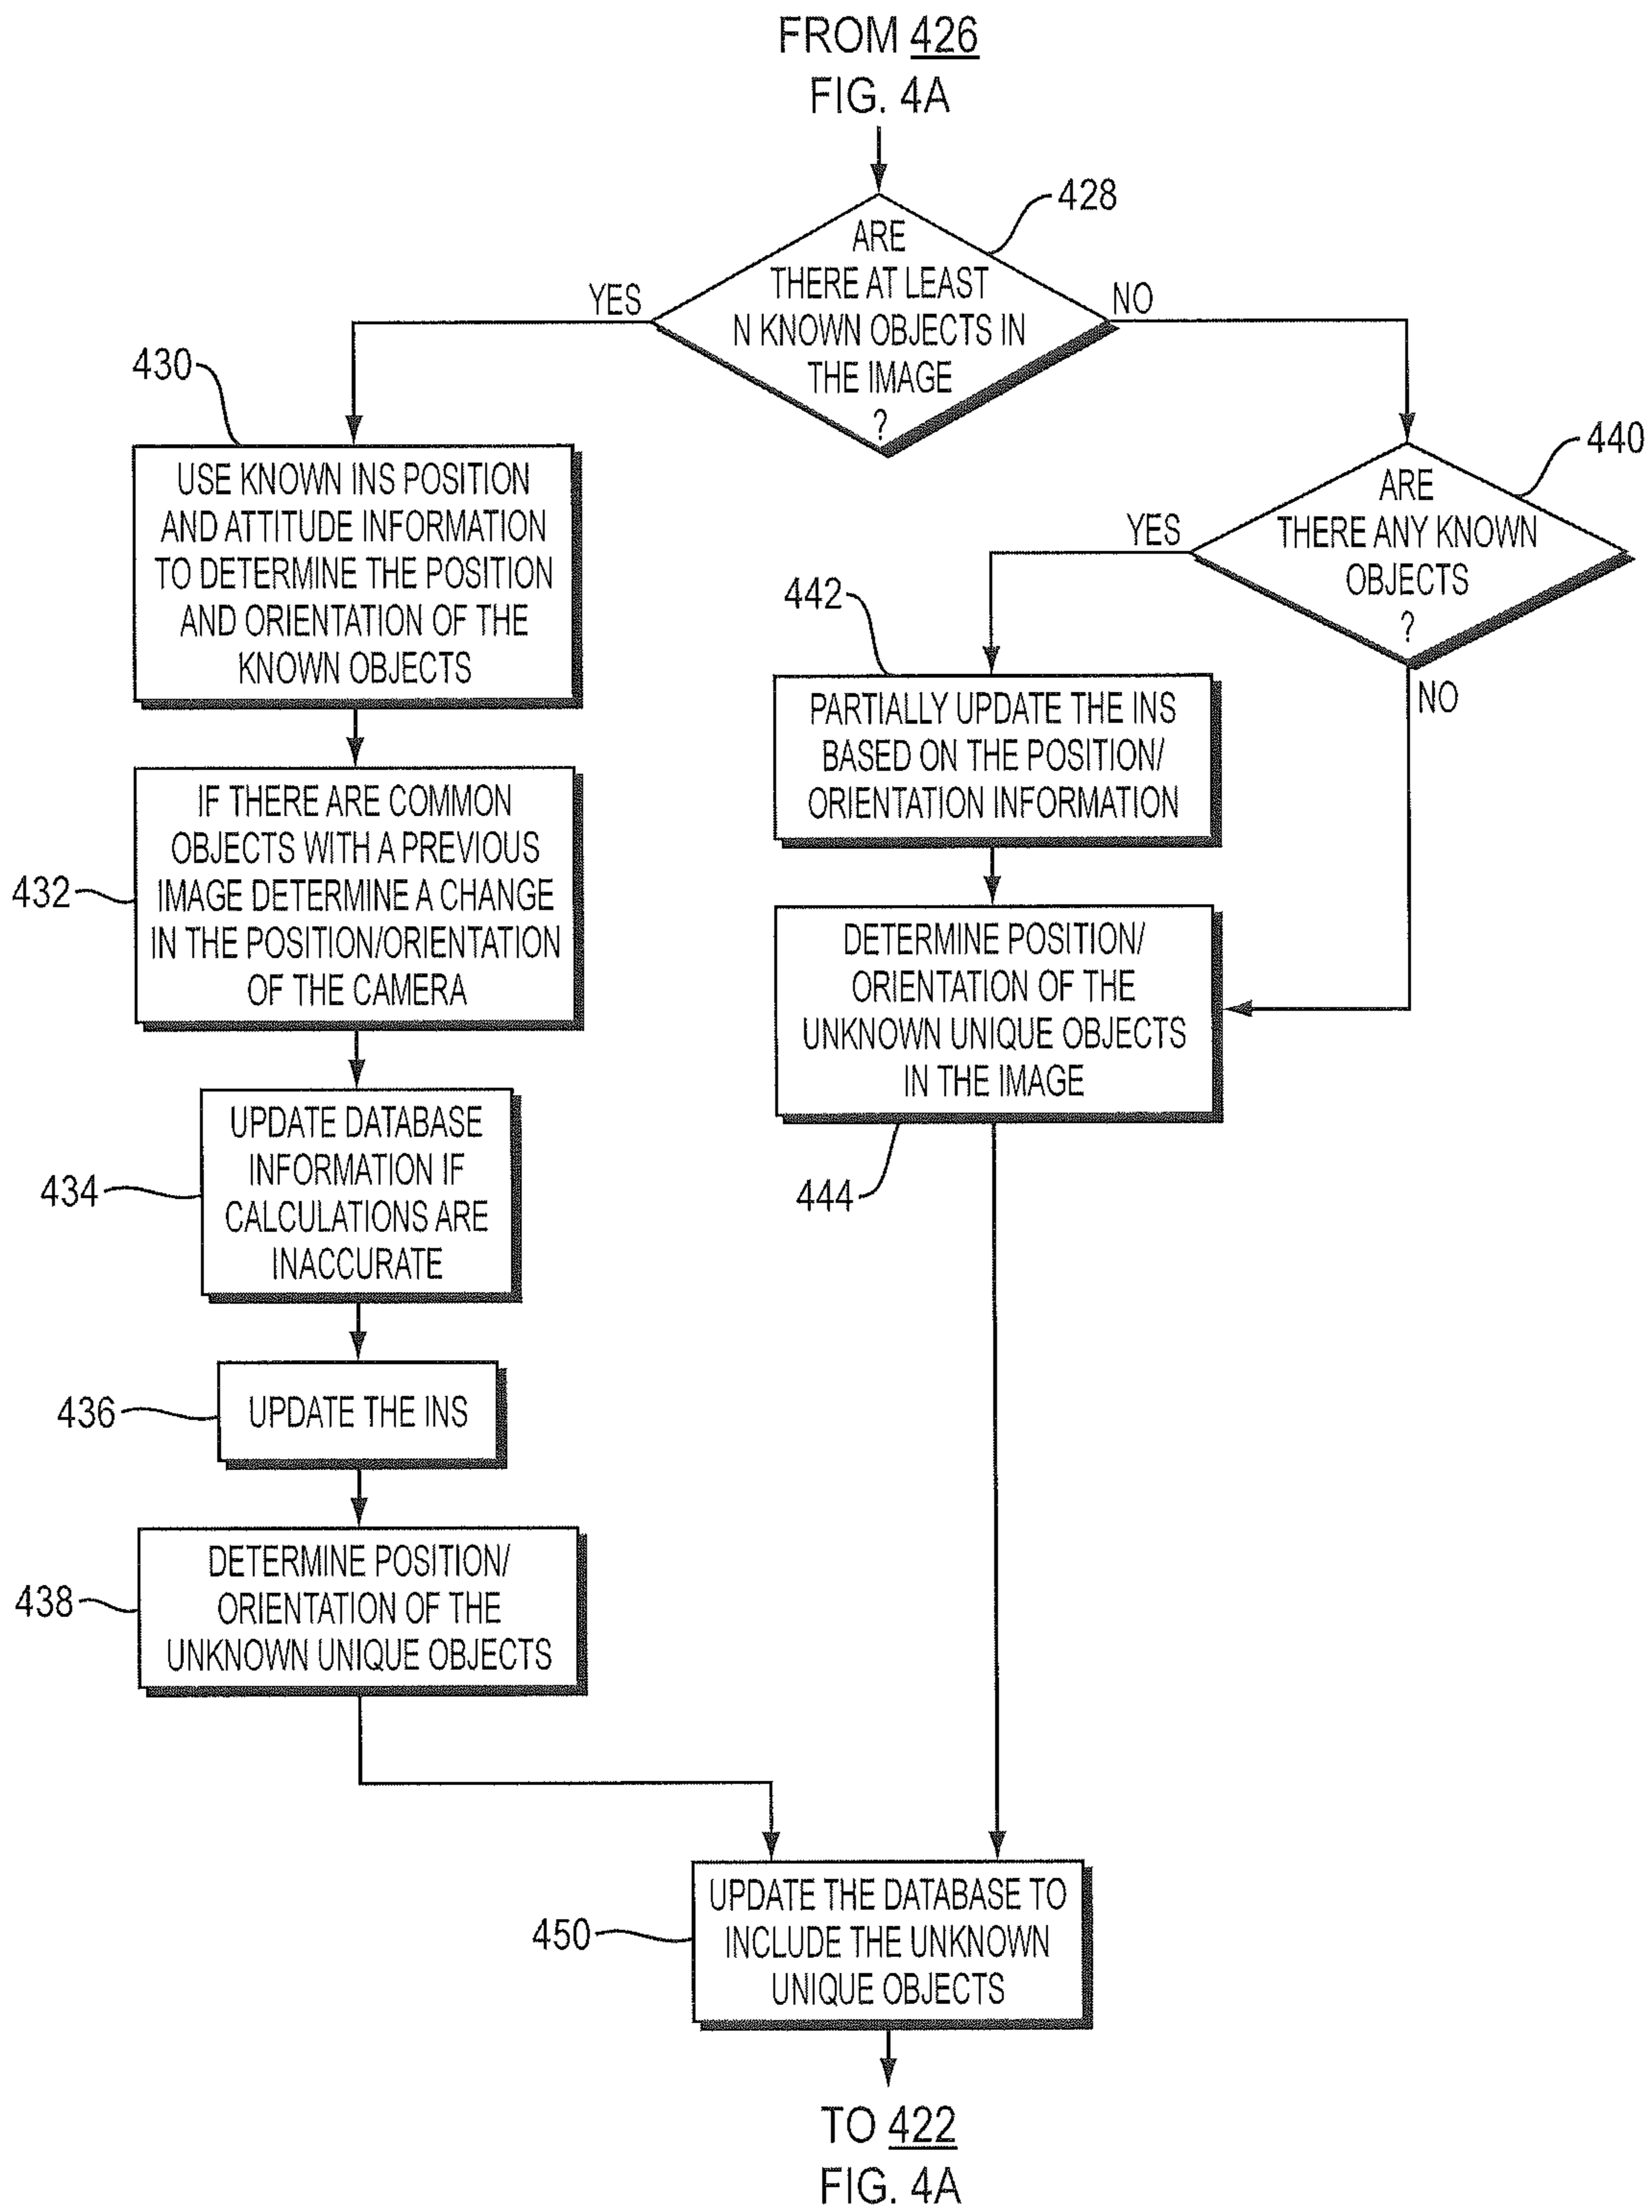 FROM 426
FIG. 4A
428
ARE
THERE AT LEAST
N KNOWN OBJECTS IN
THE IMAGE
?
YES
NO
430
USE KNOWN INS POSITION
AND ATTITUDE INFORMATION
TO DETERMINE THE POSITION
AND ORIENTATION OF THE
KNOWN OBJECTS
440
ARE
THERE ANY KNOWN
OBJECTS
?
YES
NO
442
PARTIALLY UPDATE THE INS
BASED ON THE POSITION/
ORIENTATION INFORMATION
432
IF THERE ARE COMMON
OBJECTS WITH A PREVIOUS
IMAGE DETERMINE A CHANGE
IN THE POSITION/ORIENTATION
OF THE CAMERA
DETERMINE POSITION/
ORIENTATION OF THE
UNKNOWN UNIQUE OBJECTS
IN THE IMAGE
444
434
UPDATE DATABASE
INFORMATION IF
CALCULATIONS ARE
INACCURATE
436
UPDATE THE INS
438
DETERMINE POSITION/
ORIENTATION OF THE
UNKNOWN UNIQUE OBJECTS
450
UPDATE THE DATABASE TO
INCLUDE THE UNKNOWN
UNIQUE OBJECTS
TO 422
FIG. 4A